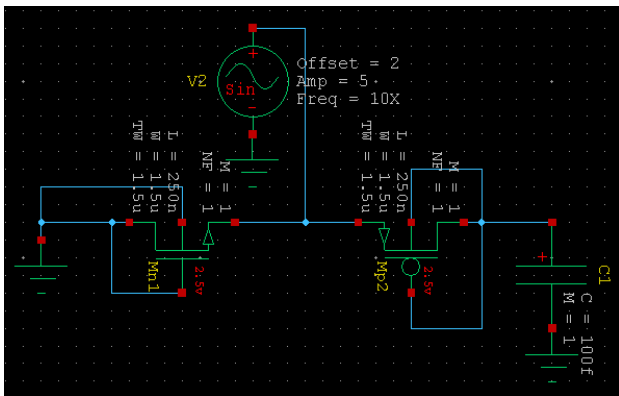 Offset = 2
V2
Amp = 5
Sin
Freq = 10X
L = 250n
W = 1.5u
TW = 1.5u
M = 1
NF = 1
Mn1
2.5v
L = 250n
W = 1.5u
TW = 1.5u
M = 1
NF = 1
Mp2
2.5v
C1
C = 100f
M = 1